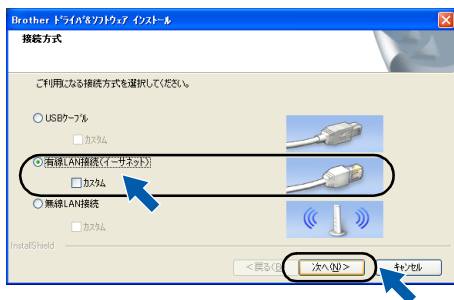 Brother ドライバ&ソフトウェア インストール
接続方式
ご利用になる接続方式を選択してください。
USBケーブル
カスタム
有線LAN接続(イーサネット)
カスタム
無線LAN接続
カスタム
InstallShield
<戻る(B 次へ(N)> キャンセル